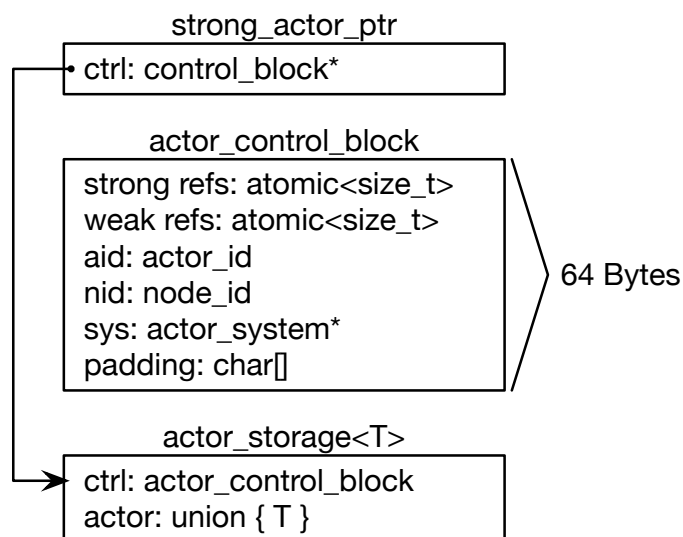 strong_actor_ptr
ctrl: control_block*
actor_control_block
strong refs: atomic<size_t>
weak refs: atomic<size_t>
aid: actor_id
nid: node_id
sys: actor_system*
padding: char[]
64 Bytes
actor_storage<T>
ctrl: actor_control_block
actor: union { T }